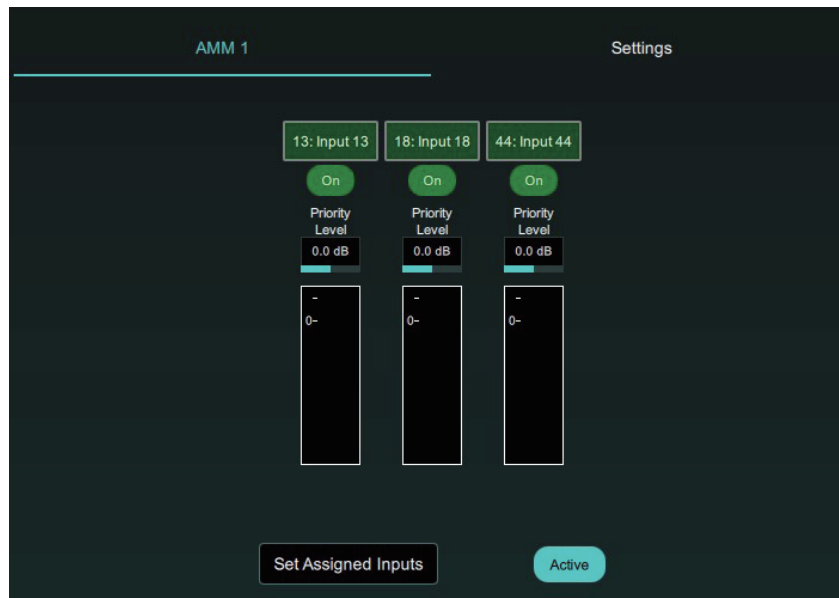 AMM 1 Settings
13: Input 13 18: Input 18 44: Input 44
On On On
Priority Priority Priority
Level Level Level
0.0 dB 0.0 dB 0.0 dB
0- 0- 0-
Set Assigned Inputs Active